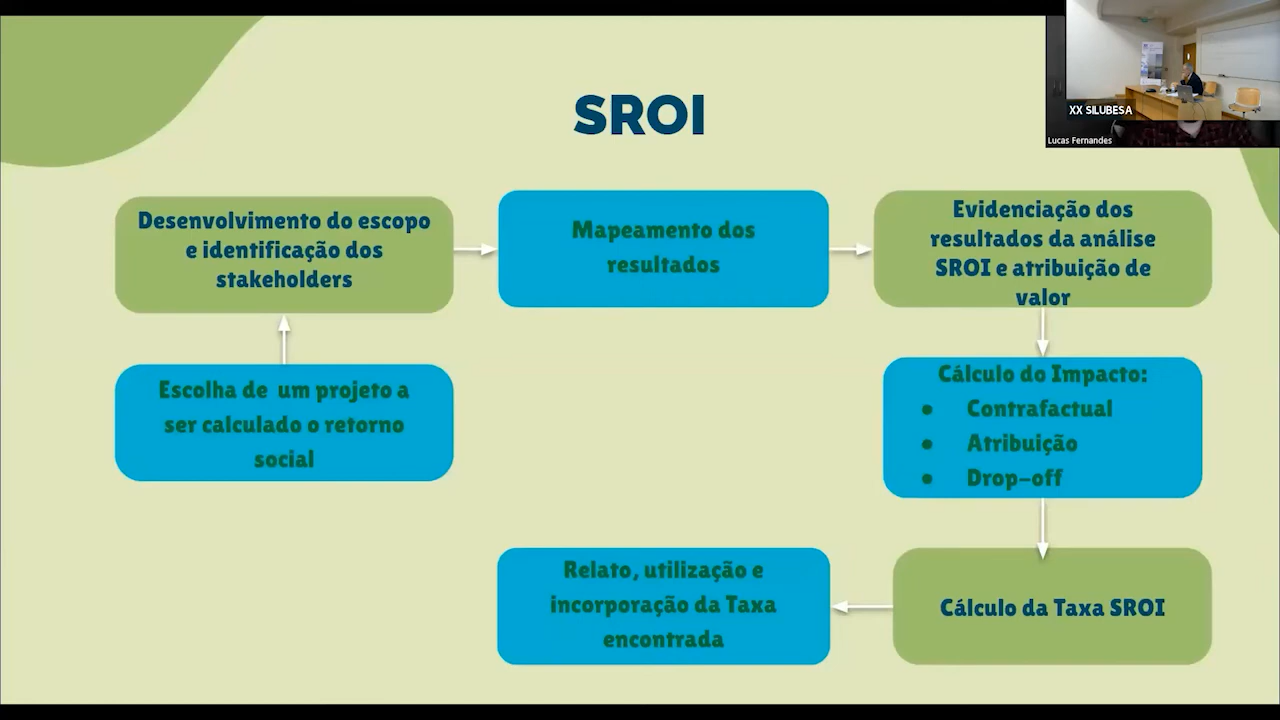 SROI
XX SILUBESA
Lucas Fernandes
Desenvolvimento do escopo
e identificação dos
stakeholders
Mapeamento dos
resultados
Evidenciação dos
resultados da análise
SROI e atribuição de
valor
Escolha de um projeto a
ser calculado o retorno
social
Cálculo do Impacto:
● Contrafactual
● Atribuição
● Drop-off
Cálculo da Taxa SROI
Relato, utilização e
incorporação da Taxa
encontrada